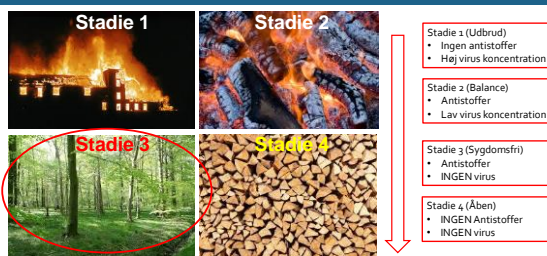 Stadie 1
Stadie 2
Stadie 3
Stadie 4
Stadie 1 (Udbrud)
• Ingen antistoffer
• Høj virus koncentration
Stadie 2 (Balance)
• Antistoffer
• Lav virus koncentration
Stadie 3 (Sygdomsfri)
• Antistoffer
• INGEN virus
Stadie 4 (Åben)
• INGEN Antistoffer
• INGEN virus